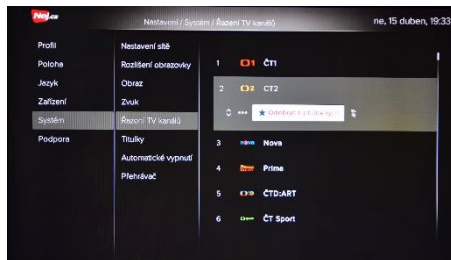 Nej.cz
Nastavení / Systém / Řazení TV kanálů
ne, 15 duben, 19:33
Profil
Poloha
Jazyk
Zařízení
Systém
Podpora
Nastavení sítě
Rozlišení obrazovky
Obraz
Zvuk
Řazení TV kanálů
Titulky
Automatické vypnutí
Přehrávač
1 ČT1
2 ČT2
Odebrat z oblíbených
3 Nova
4 Prima
5 ČTD:ART
6 ČT Sport